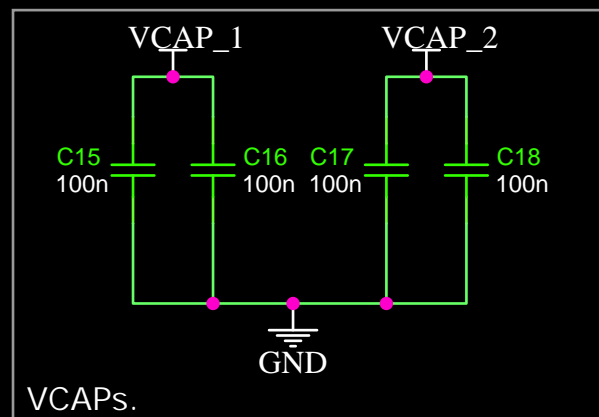 VCAP_1 VCAP_2
C15 C16 C17 C18
100n 100n 100n 100n
GND
VCAPs.